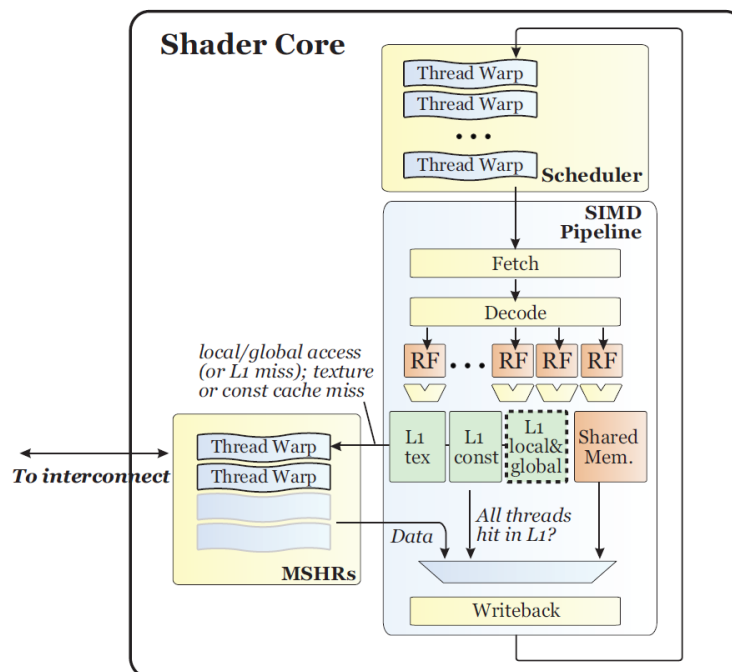 Shader Core
Thread Warp
Thread Warp
•••
Thread Warp
Scheduler
SIMD
Pipeline
Fetch
Decode
RF ••• RF RF RF
local/global access
(or L1 miss); texture
or const cache miss
L1
tex
L1
const
L1
local&
global
Shared
Mem.
Thread Warp
Thread Warp
To interconnect
MSHRs
Data
All threads
hit in L1?
Writeback